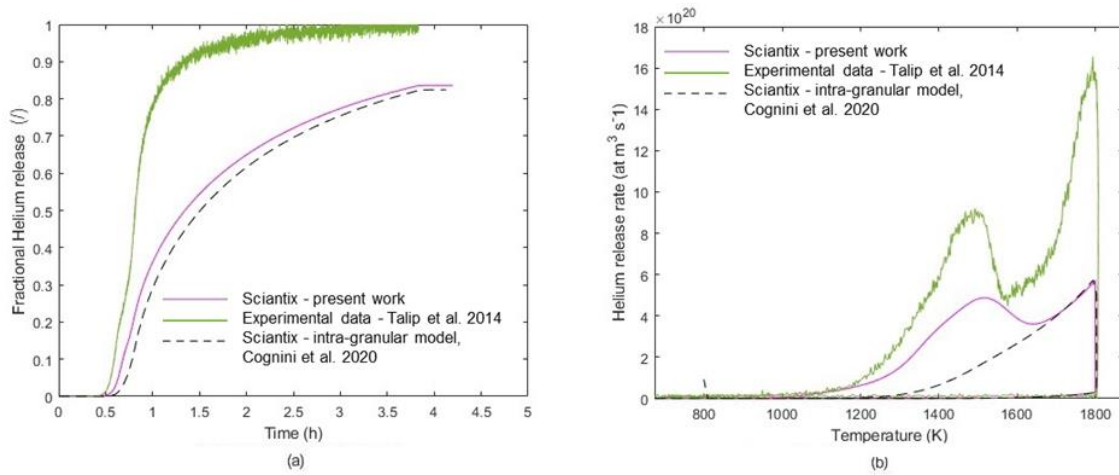 1
0.9
0.8
0.7
0.6
0.5
0.4
0.3
0.2
0.1
0
Fractional Helium release (/)
Sciantix - present work
Experimental data - Talip et al. 2014
Sciantix - intra-granular model,
Cognini et al. 2020
0 0.5 1 1.5 2 2.5 3 3.5 4 4.5 5
Time (h)
(a)
×10²⁰
18
16
14
12
10
8
6
4
2
0
Helium release rate (at m³ s⁻¹)
Sciantix - present work
Experimental data - Talip et al. 2014
Sciantix - intra-granular model,
Cognini et al. 2020
800 1000 1200 1400 1600 1800
Temperature (K)
(b)